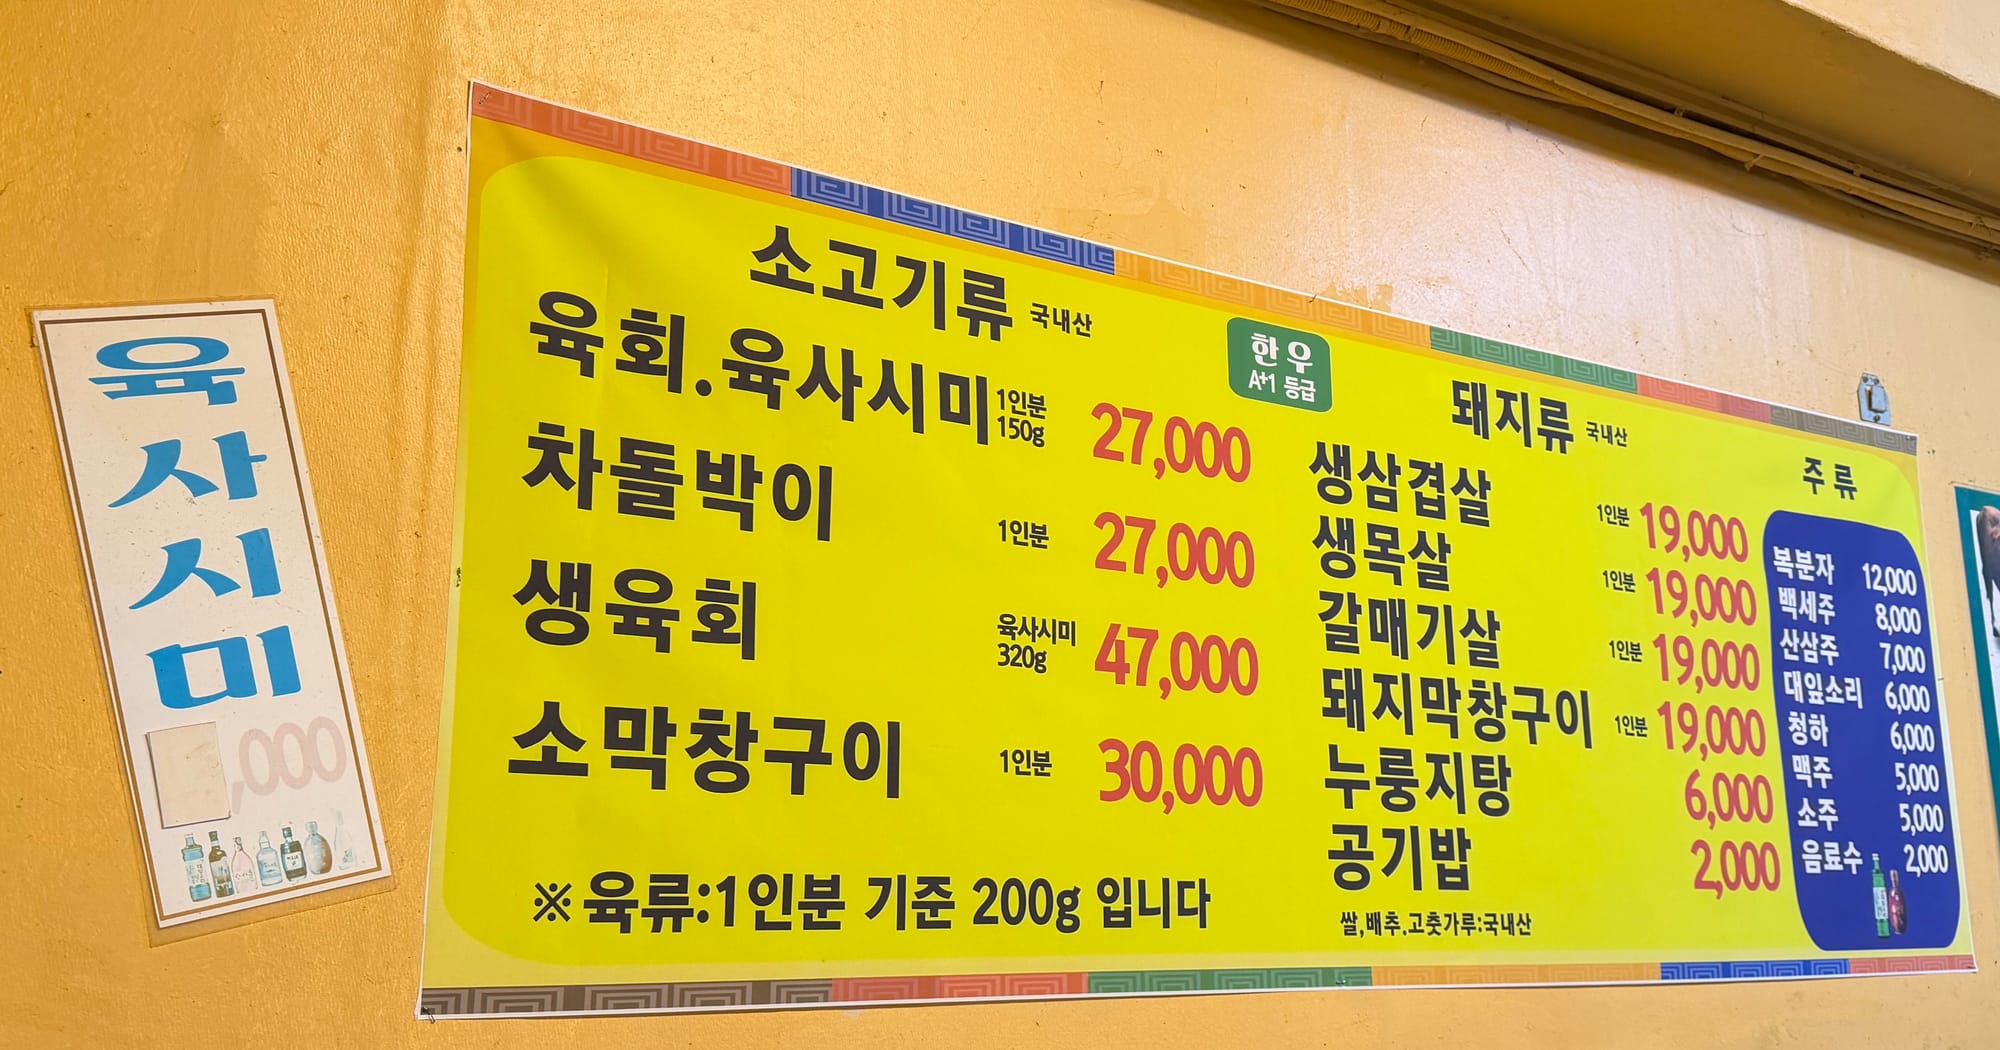 육
사
시
미
,000
소고기류 국내산
한우
A+1 등급
육회.육사시미 1인분 150g 27,000
차돌박이 1인분 27,000
생육회 육사시미 320g 47,000
소막창구이 1인분 30,000
※육류:1인분 기준 200g 입니다
돼지류 국내산
생삼겹살 1인분 19,000
생목살 1인분 19,000
갈매기살 1인분 19,000
돼지막창구이 1인분 19,000
누룽지탕 6,000
공기밥 2,000
쌀,배추.고춧가루:국내산
주류
복분자 12,000
백세주 8,000
산삼주 7,000
대잎소리 6,000
청하 6,000
맥주 5,000
소주 5,000
음료수 2,000